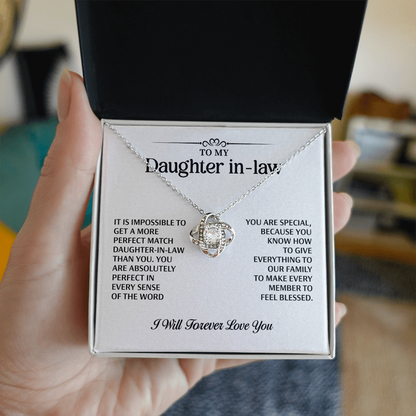 TO MY
Daughter in-law
IT IS IMPOSSIBLE TO
GET A MORE
PERFECT MATCH
DAUGHTER-IN-LAW
THAN YOU. YOU
ARE ABSOLUTELY
PERFECT IN
EVERY SENSE
OF THE WORD
YOU ARE SPECIAL,
BECAUSE YOU
KNOW HOW
TO GIVE
EVERYTHING TO
OUR FAMILY
TO MAKE EVERY
MEMBER TO
FEEL BLESSED.
I Will Forever Love You